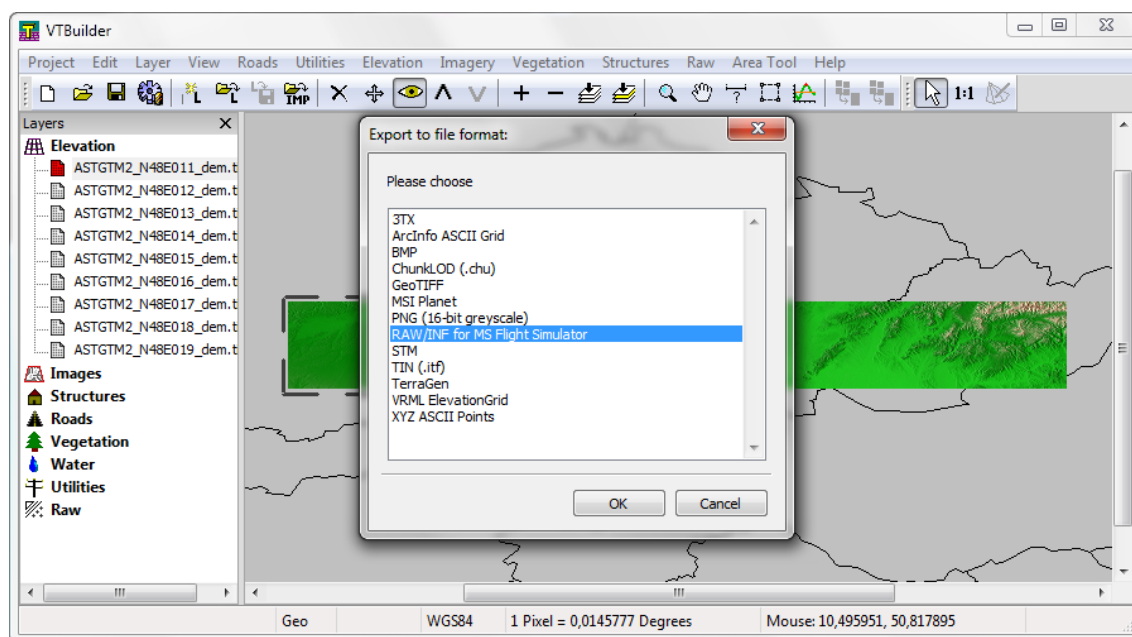 VTBuilder
Project Edit Layer View Roads Utilities Elevation Imagery Vegetation Structures Raw Area Tool Help
L L IMP 1:1
Layers
Elevation
ASTGTM2_N48E011_dem.t
ASTGTM2_N48E012_dem.t
ASTGTM2_N48E013_dem.t
ASTGTM2_N48E014_dem.t
ASTGTM2_N48E015_dem.t
ASTGTM2_N48E016_dem.t
ASTGTM2_N48E017_dem.t
ASTGTM2_N48E018_dem.t
ASTGTM2_N48E019_dem.t
Images
Structures
Roads
Vegetation
Water
Utilities
Raw
Export to file format:
Please choose
3TX
ArcInfo ASCII Grid
BMP
ChunkLOD (.chu)
GeoTIFF
MSI Planet
PNG (16-bit greyscale)
RAW/INF for MS Flight Simulator
STM
TIN (.itf)
TerraGen
VRML ElevationGrid
XYZ ASCII Points
OK Cancel
Geo WGS84 1 Pixel = 0,0145777 Degrees Mouse: 10,495951, 50,817895